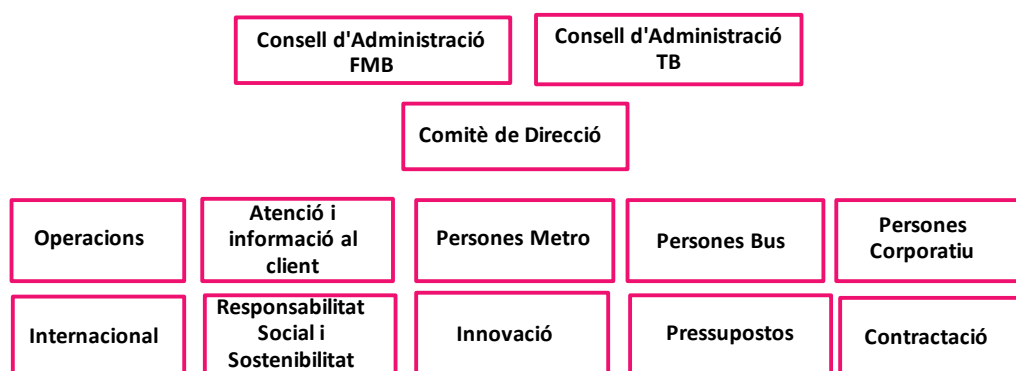 Consell d'Administració
FMB
Consell d'Administració
TB
Comitè de Direcció
Operacions
Atenció i
informació al
client
Persones Metro
Persones Bus
Persones
Corporatiu
Internacional
Responsabilitat
Social i
Sostenibilitat
Innovació
Pressupostos
Contractació